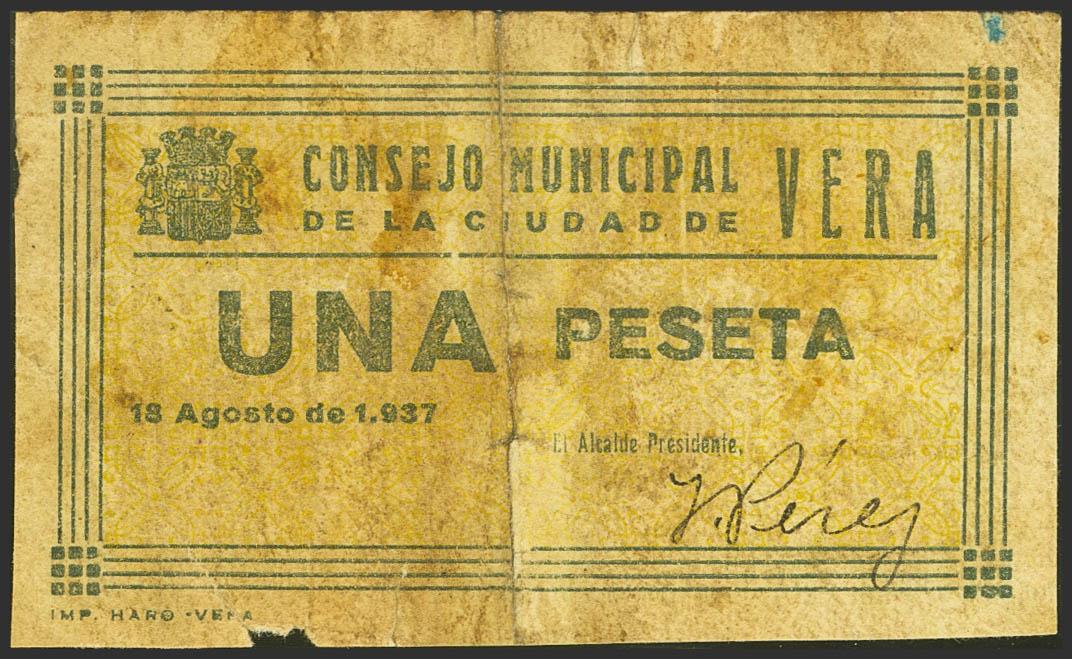 CONSEJO MUNICIPAL
DE LA CIUDAD DE
VERA
UNA PESETA
18 Agosto de 1.937
El Alcalde Presidente,
J. Pérez
IMP. HARO - VERA